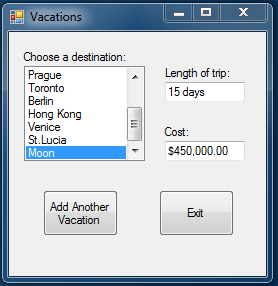 Vacations
Choose a destination:
Prague
Toronto
Berlin
Hong Kong
Venice
St.Lucia
Moon
Length of trip:
15 days
Cost:
$450,000.00
Add Another
Vacation
Exit